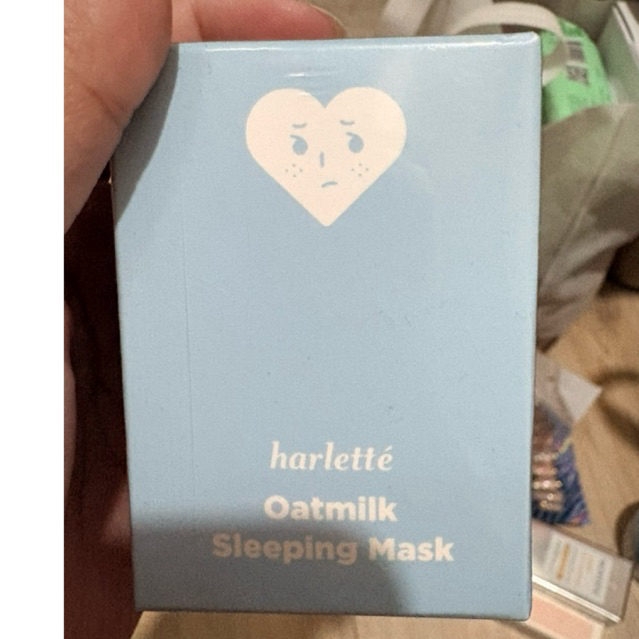 harletté
Oatmilk
Sleeping Mask